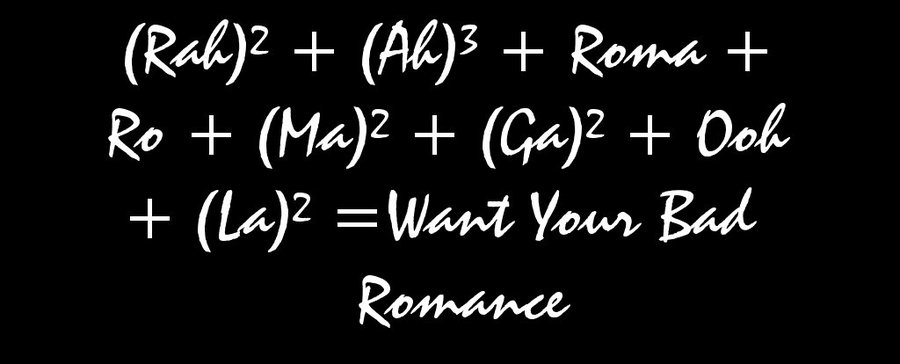 (Rah)² + (Ah)³ + Roma +
Ro + (Ma)² + (Ga)² + Ooh
+ (La)² =Want Your Bad
Romance